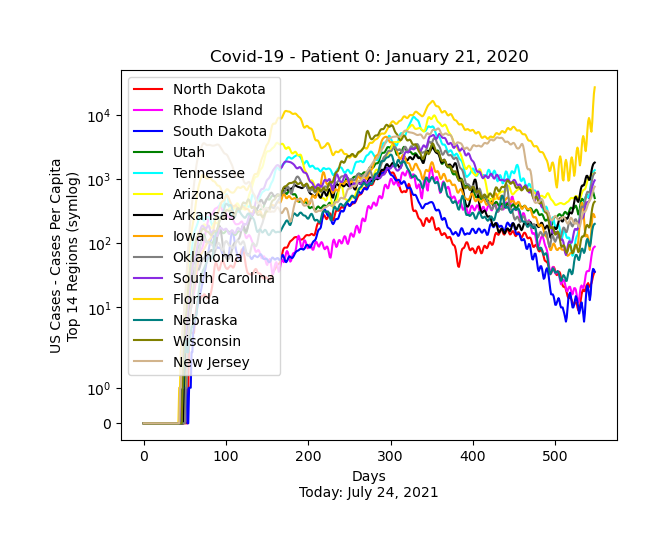 Covid-19 - Patient 0: January 21, 2020
US Cases - Cases Per Capita
Top 14 Regions (symlog)
10^4
10^3
10^2
10^1
10^0
0
North Dakota
Rhode Island
South Dakota
Utah
Tennessee
Arizona
Arkansas
Iowa
Oklahoma
South Carolina
Florida
Nebraska
Wisconsin
New Jersey
0 100 200 300 400 500
Days
Today: July 24, 2021